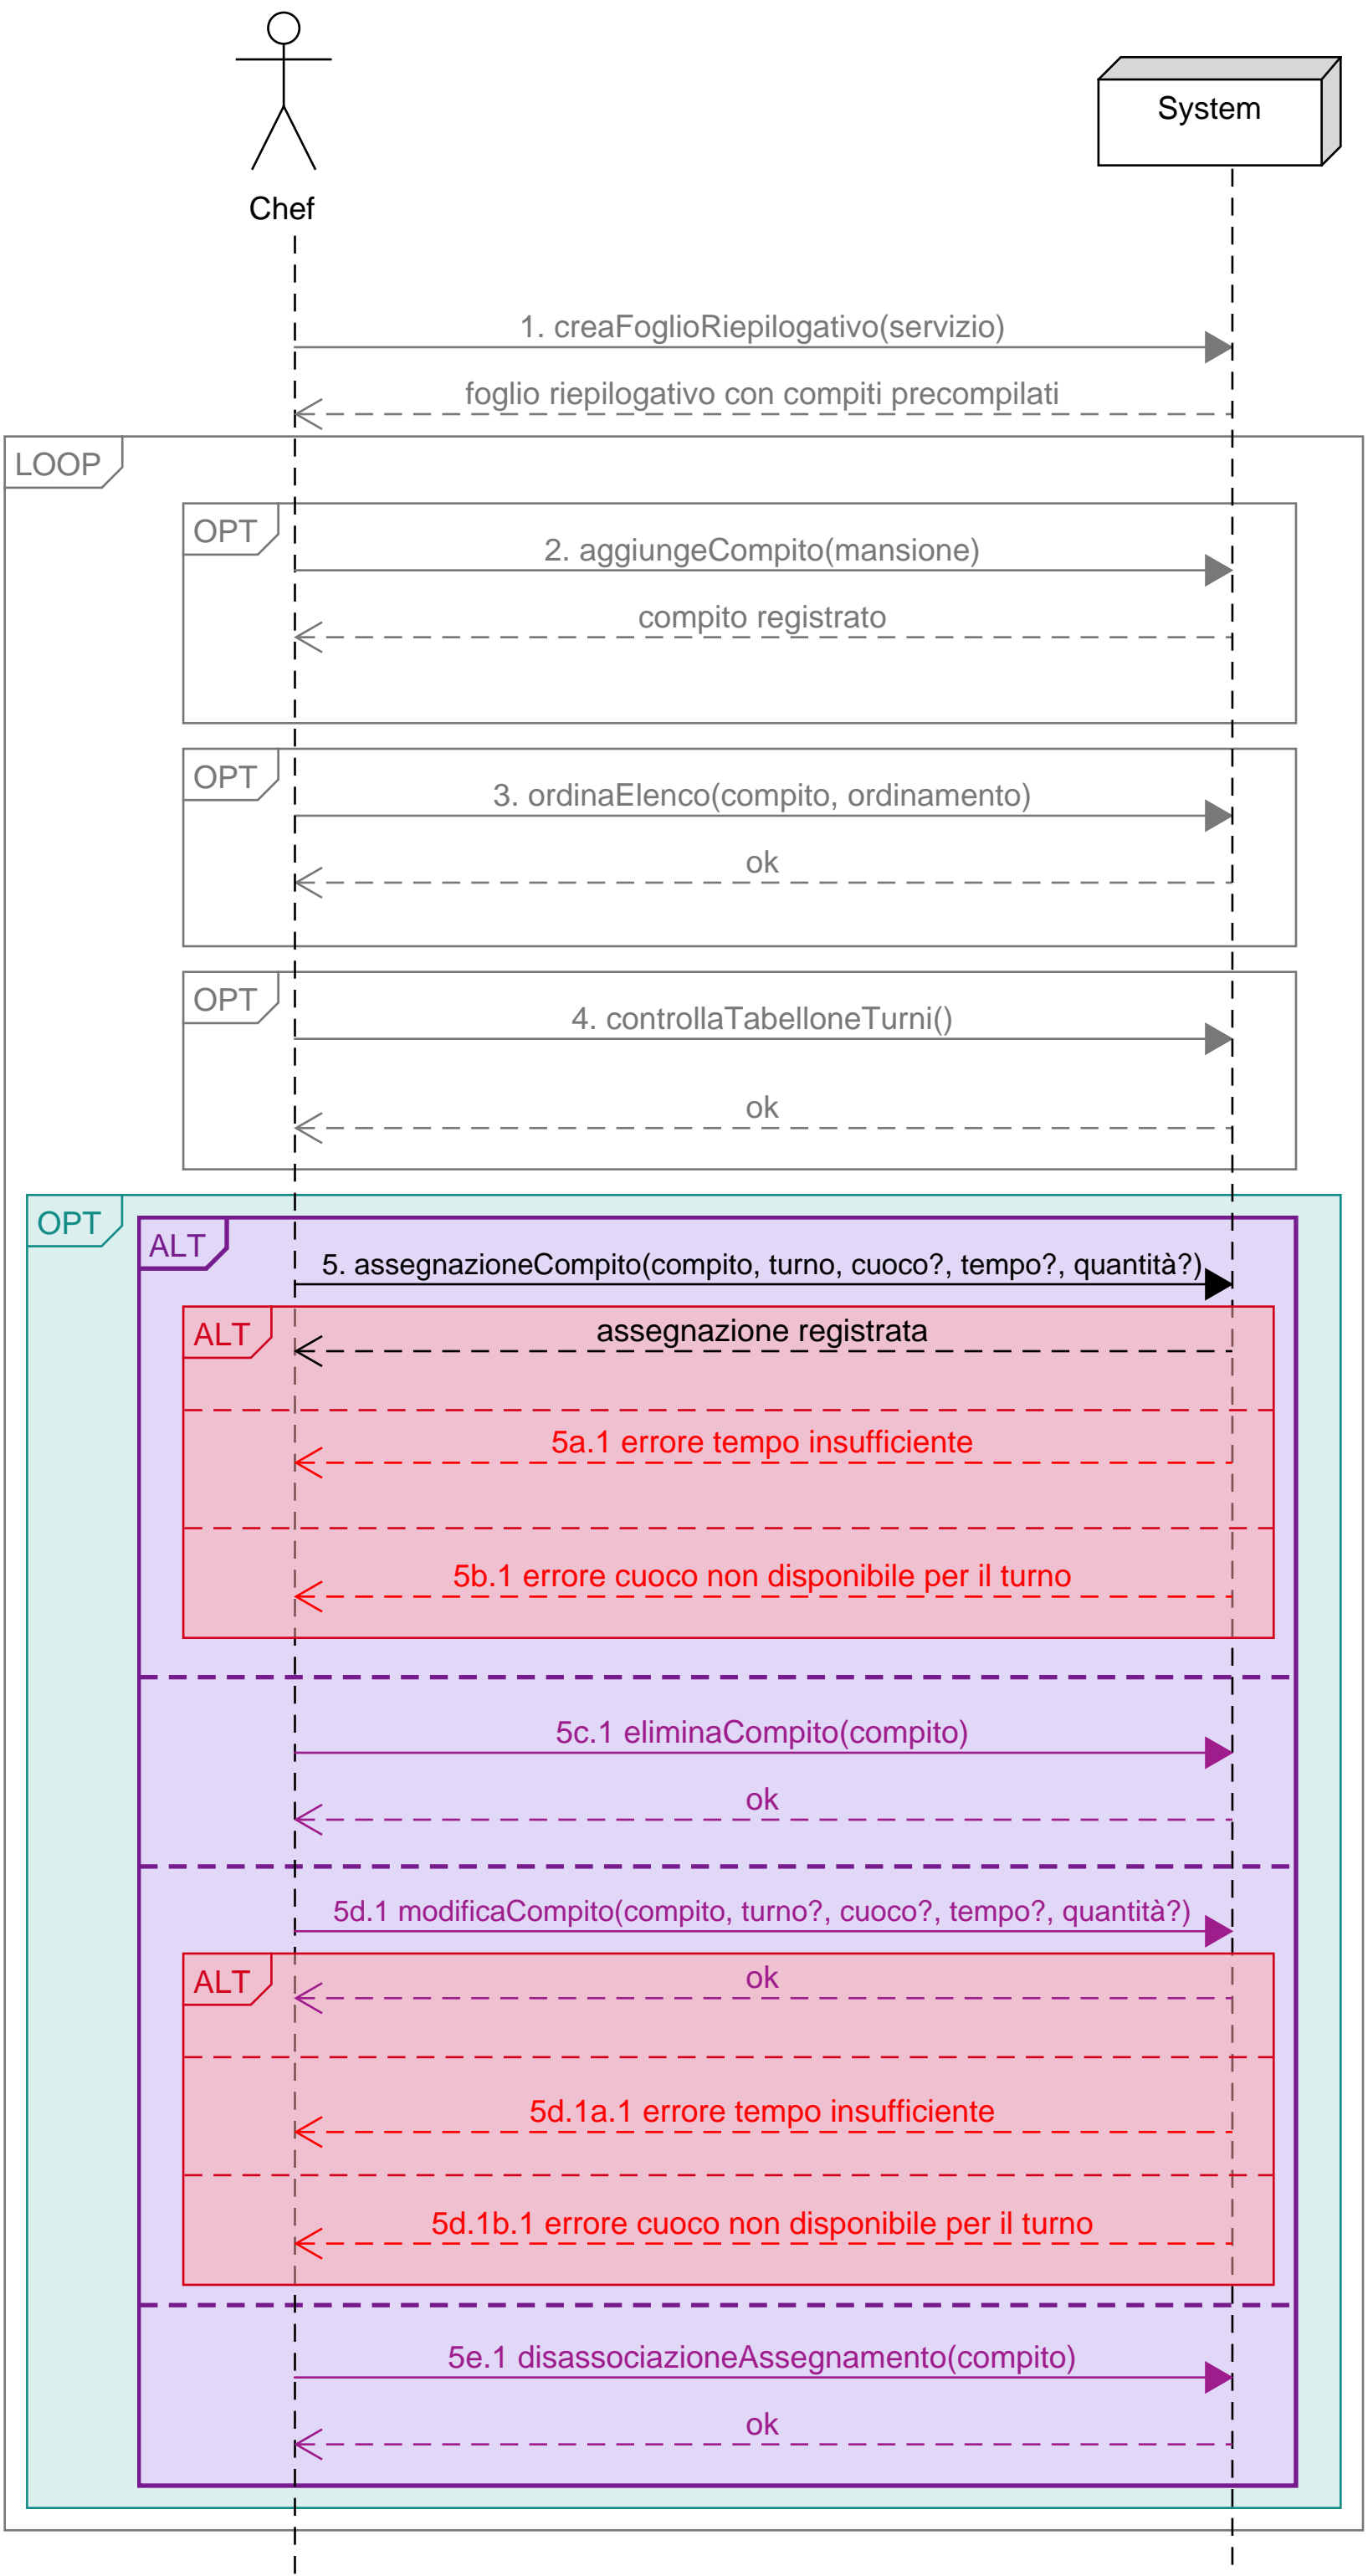 System
Chef
1. creaFoglioRiepilogativo(servizio)
foglio riepilogativo con compiti precompilati
LOOP
OPT
2. aggiungeCompito(mansione)
compito registrato
OPT
3. ordinaElenco(compito, ordinamento)
ok
OPT
4. controllaTabelloneTurni()
ok
OPT
ALT
5. assegnazioneCompito(compito, turno, cuoco?, tempo?, quantità?)
ALT
assegnazione registrata
5a.1 errore tempo insufficiente
5b.1 errore cuoco non disponibile per il turno
5c.1 eliminaCompito(compito)
ok
5d.1 modificaCompito(compito, turno?, cuoco?, tempo?, quantità?)
ALT
ok
5d.1a.1 errore tempo insufficiente
5d.1b.1 errore cuoco non disponibile per il turno
5e.1 disassociazioneAssegnamento(compito)
ok